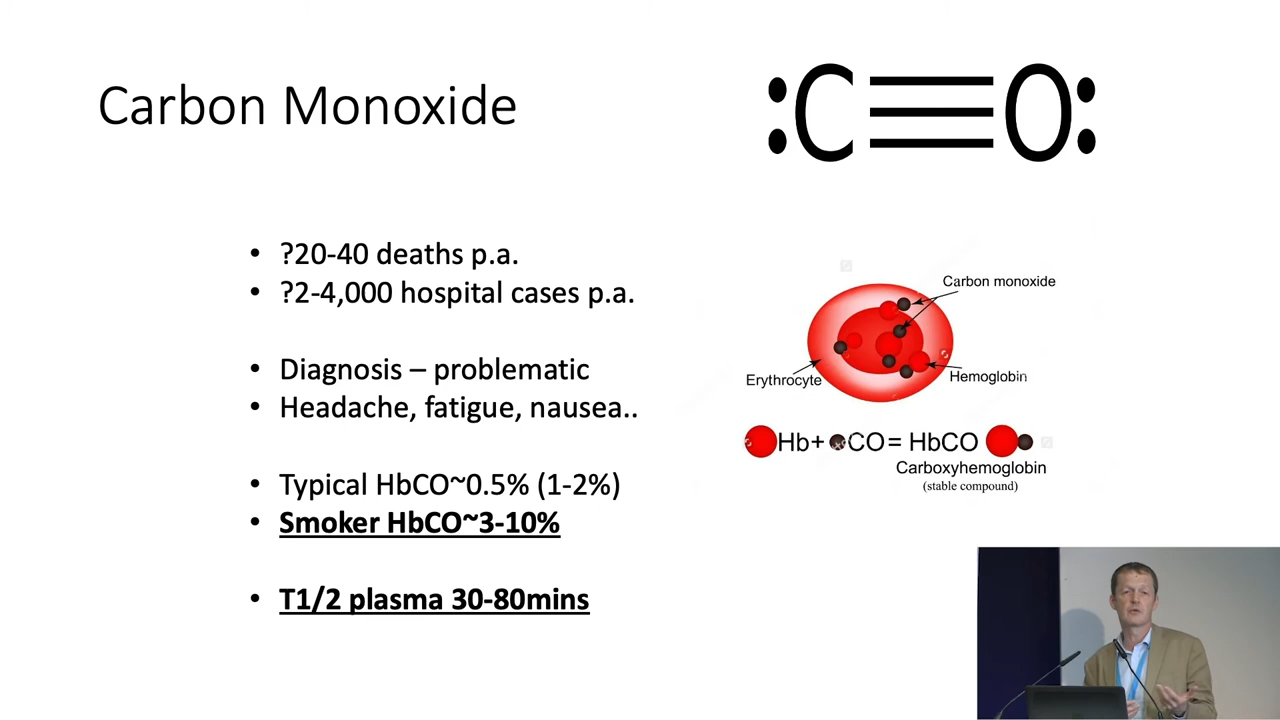 Carbon Monoxide
:C≡O:
• ?20-40 deaths p.a.
• ?2-4,000 hospital cases p.a.
• Diagnosis – problematic
• Headache, fatigue, nausea..
• Typical HbCO~0.5% (1-2%)
• Smoker HbCO~3-10%
• T1/2 plasma 30-80mins
Carbon monoxide
Erythrocyte
Hemoglobin
Hb+ CO= HbCO
Carboxyhemoglobin
(stable compound)